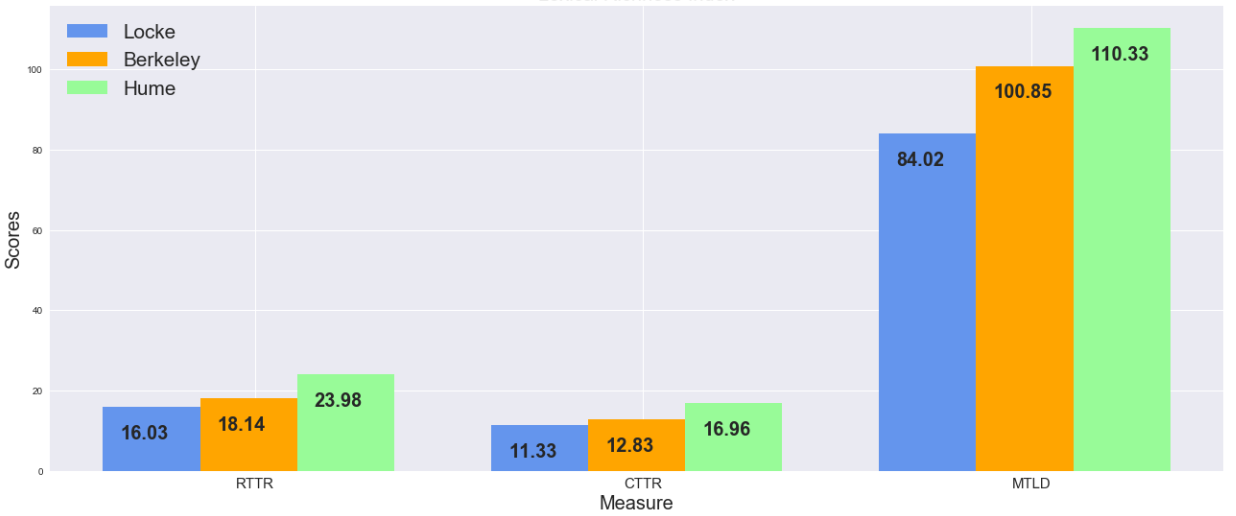 Locke
Berkeley
Hume
100
80
60
40
20
0
Scores
16.03
18.14
23.98
11.33
12.83
16.96
84.02
100.85
110.33
RTTR
CTTR
MTLD
Measure